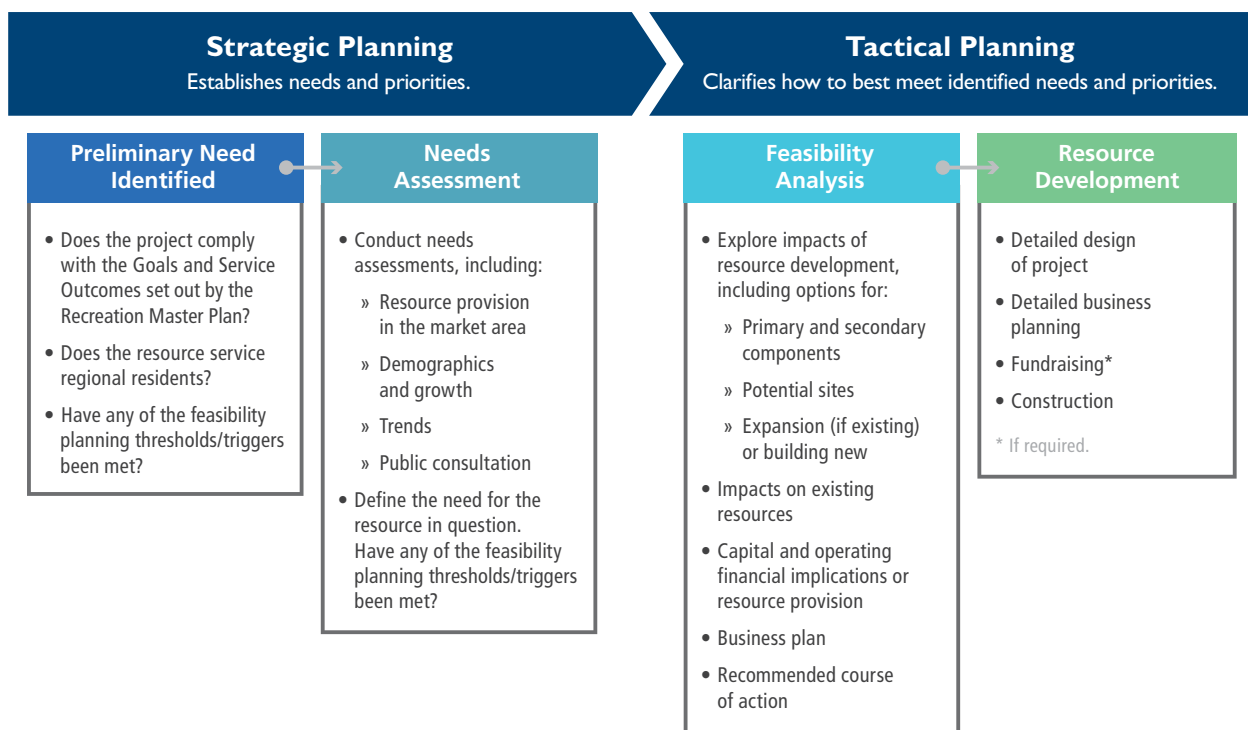 Strategic Planning
Establishes needs and priorities.
Tactical Planning
Clarifies how to best meet identified needs and priorities.
Preliminary Need
Identified
• Does the project comply
with the Goals and Service
Outcomes set out by the
Recreation Master Plan?
• Does the resource service
regional residents?
• Have any of the feasibility
planning thresholds/triggers
been met?
Needs
Assessment
• Conduct needs
assessments, including:
» Resource provision
in the market area
» Demographics
and growth
» Trends
» Public consultation
• Define the need for the
resource in question.
Have any of the feasibility
planning thresholds/triggers
been met?
Feasibility
Analysis
• Explore impacts of
resource development,
including options for:
» Primary and secondary
components
» Potential sites
» Expansion (if existing)
or building new
• Impacts on existing
resources
• Capital and operating
financial implications or
resource provision
• Business plan
• Recommended course
of action
Resource
Development
• Detailed design
of project
• Detailed business
planning
• Fundraising*
• Construction
* If required.